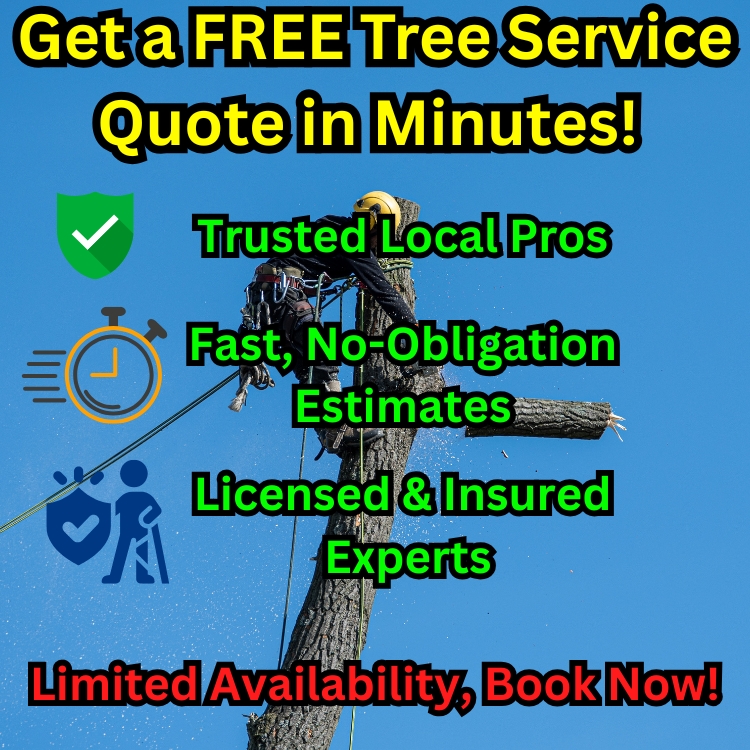 Get a FREE Tree Service
Quote in Minutes!
Trusted Local Pros
Fast, No-Obligation
Estimates
Licensed & Insured
Experts
Limited Availability, Book Now!